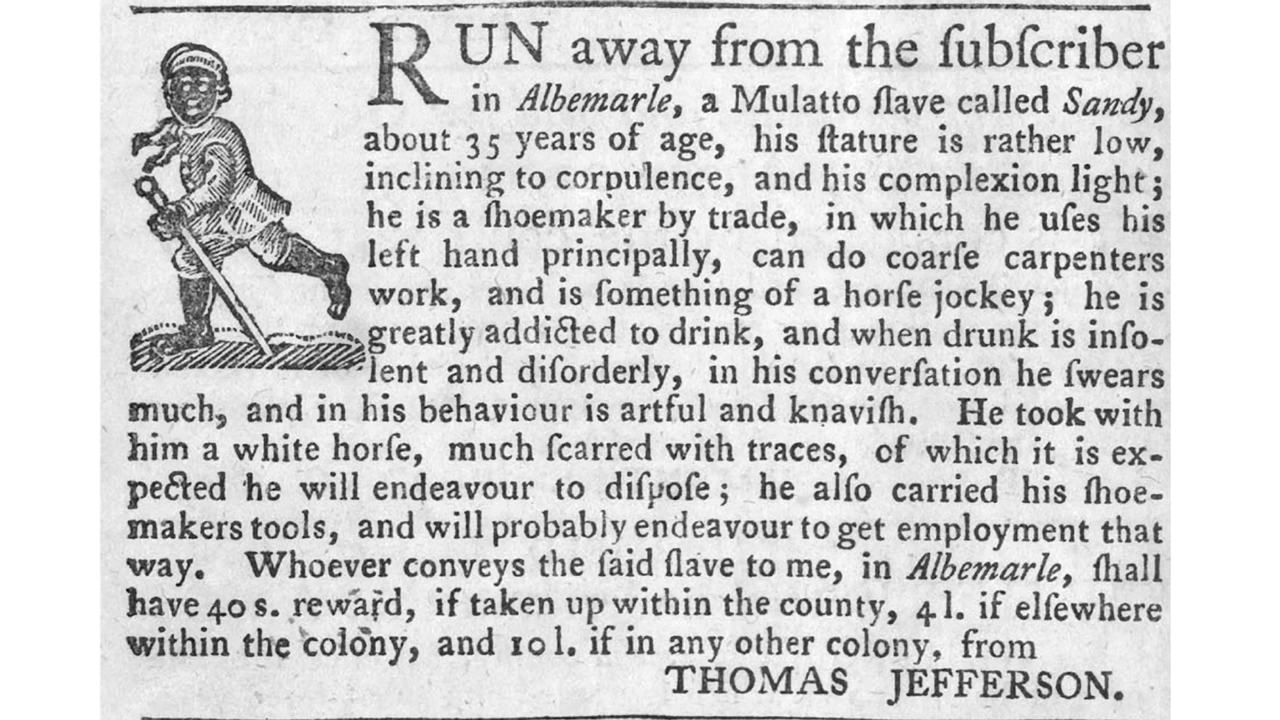 RUN away from the ſubſcriber
in Albemarle, a Mulatto ſlave called Sandy,
about 35 years of age, his ſtature is rather low,
inclining to corpulence, and his complexion light;
he is a ſhoemaker by trade, in which he uſes his
left hand principally, can do coarſe carpenters
work, and is ſomething of a horſe jockey; he is
greatly addicted to drink, and when drunk is inſo-
lent and diſorderly, in his converſation he ſwears
much, and in his behaviour is artful and knaviſh. He took with
him a white horſe, much ſcarred with traces, of which it is ex-
pected he will endeavour to diſpoſe; he alſo carried his ſhoe-
makers tools, and will probably endeavour to get employment that
way. Whoever conveys the ſaid ſlave to me, in Albemarle, ſhall
have 40 s. reward, if taken up within the county, 4 l. if elſewhere
within the colony, and 10 l. if in any other colony, from
THOMAS JEFFERSON.